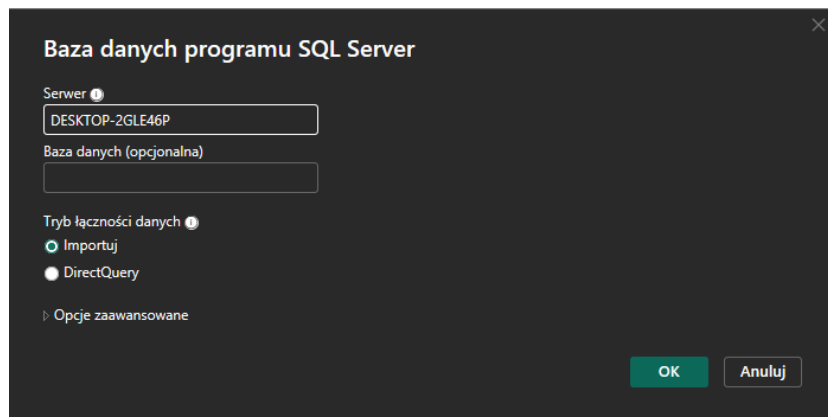 Baza danych programu SQL Server
Serwer
DESKTOP-2GLE46P
Baza danych (opcjonalna)
Tryb łączności danych
Importuj
DirectQuery
Opcje zaawansowane
OK Anuluj